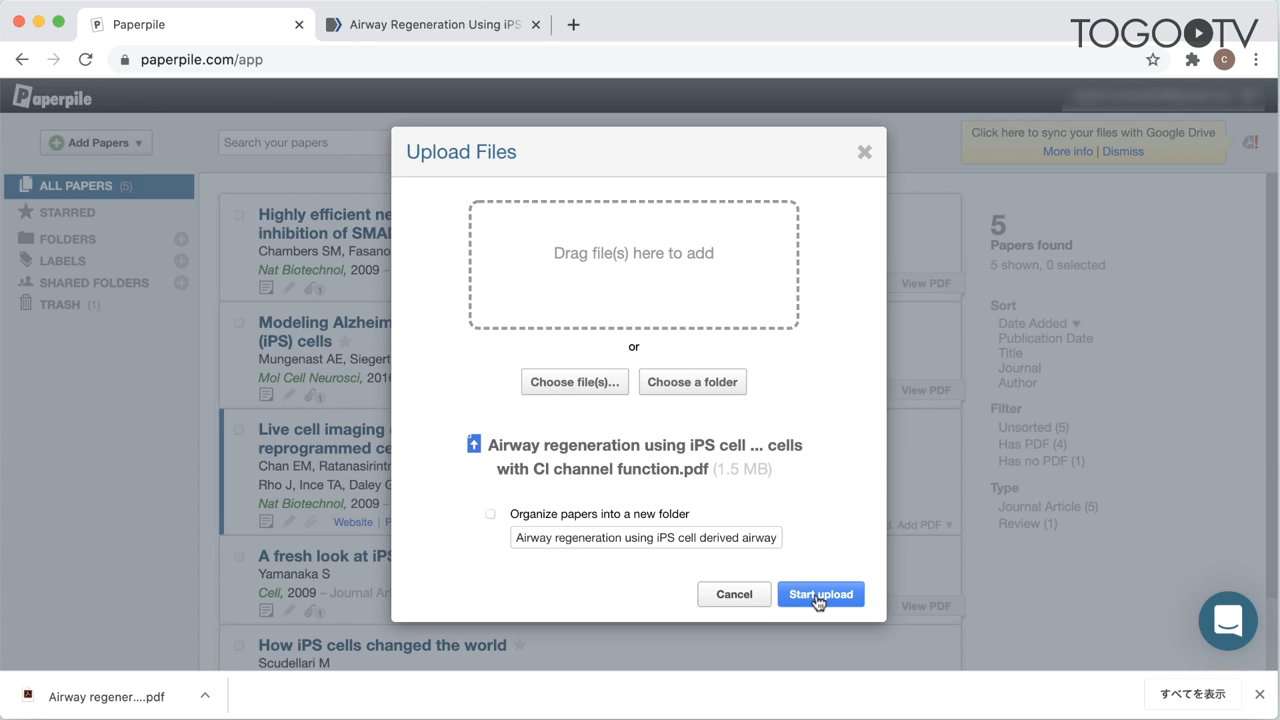 Paperpile
Airway Regeneration Using iPS
TOGOTV
paperpile.com/app
C
Paperpile
Add Papers
Search your papers
Click here to sync your files with Google Drive
More info | Dismiss
Upload Files
ALL PAPERS (5)
STARRED
FOLDERS
LABELS
SHARED FOLDERS
TRASH (1)
Highly efficient ne
inhibition of SMA
Chambers SM, Fasano
Nat Biotechnol, 2009 –
1
View PDF
Modeling Alzheim
(iPS) cells
Mungenast AE, Siegert
Mol Cell Neurosci, 2016
1
View PDF
Live cell imaging
reprogrammed ce
Chan EM, Ratanasirintr
Rho J, Ince TA, Daley G
Nat Biotechnol, 2009 –
Website | P
d. Add PDF
A fresh look at iPS
Yamanaka S
Cell, 2009 – Journal Ar
1
View PDF
How iPS cells changed the world
Scudellari M
Drag file(s) here to add
or
Choose file(s)...
Choose a folder
Airway regeneration using iPS cell ... cells
with Cl channel function.pdf (1.5 MB)
Organize papers into a new folder
Airway regeneration using iPS cell derived airway
Cancel
Start upload
5
Papers found
5 shown, 0 selected
Sort
Date Added
Publication Date
Title
Journal
Author
Filter
Unsorted (5)
Has PDF (4)
Has no PDF (1)
Type
Journal Article (5)
Review (1)
Airway regener....pdf
すべてを表示